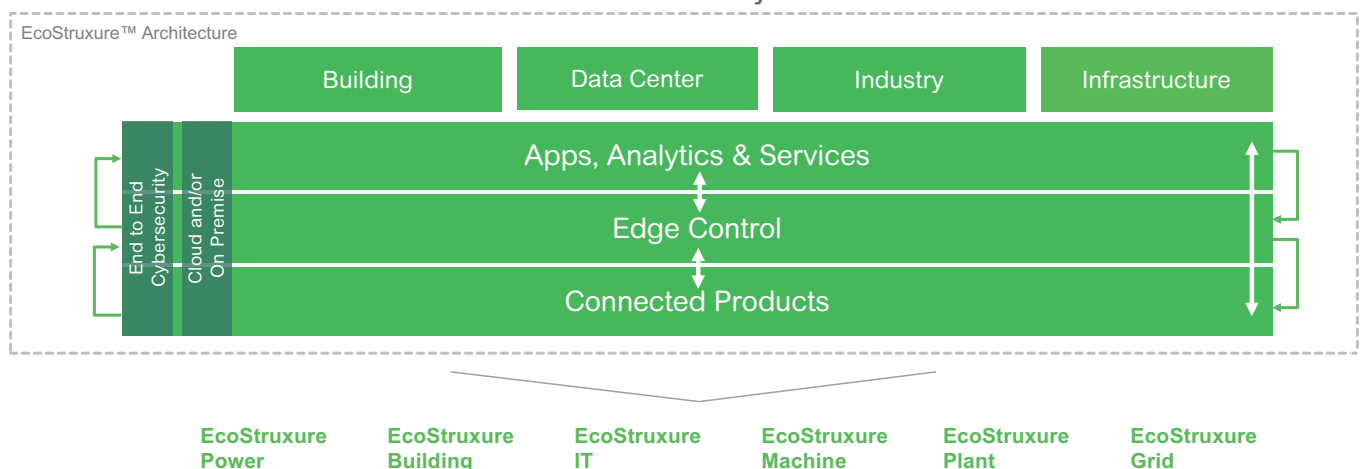 EcoStruxure™ Architecture
Building
Data Center
Industry
Infrastructure
End to End
Cybersecurity
Cloud and/or
On Premise
Apps, Analytics & Services
Edge Control
Connected Products
EcoStruxure
Power
EcoStruxure
Building
EcoStruxure
IT
EcoStruxure
Machine
EcoStruxure
Plant
EcoStruxure
Grid